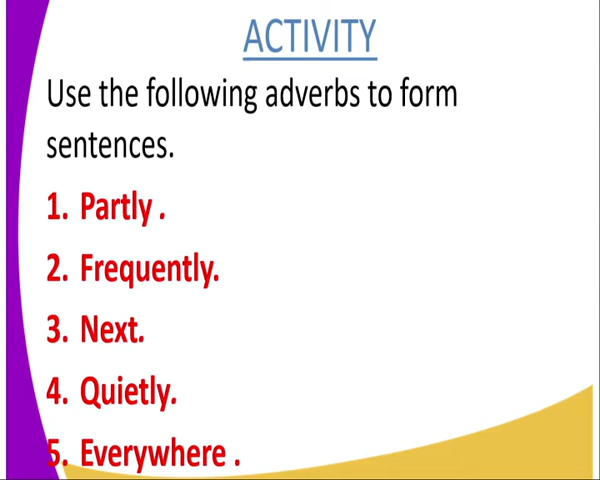 ACTIVITY
Use the following adverbs to form
sentences.
1. Partly .
2. Frequently.
3. Next.
4. Quietly.
5. Everywhere .